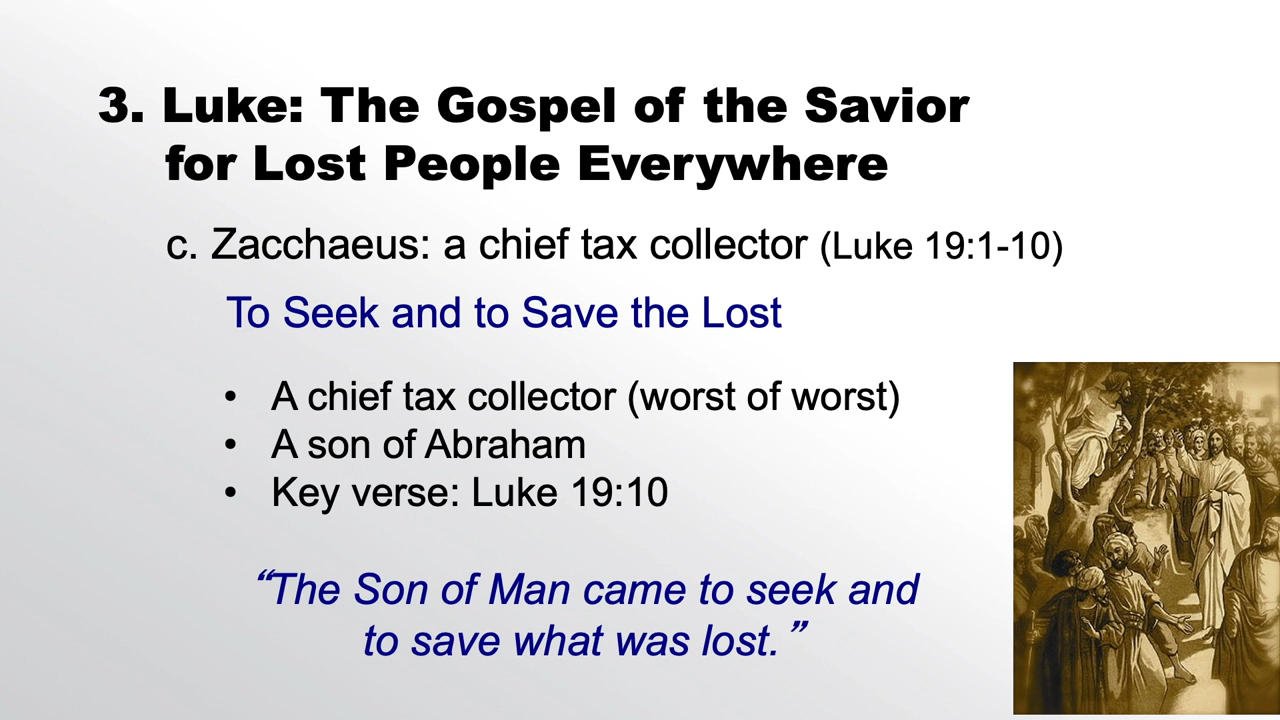 3. Luke: The Gospel of the Savior
for Lost People Everywhere
c. Zacchaeus: a chief tax collector (Luke 19:1-10)
To Seek and to Save the Lost
• A chief tax collector (worst of worst)
• A son of Abraham
• Key verse: Luke 19:10
“The Son of Man came to seek and
to save what was lost.”